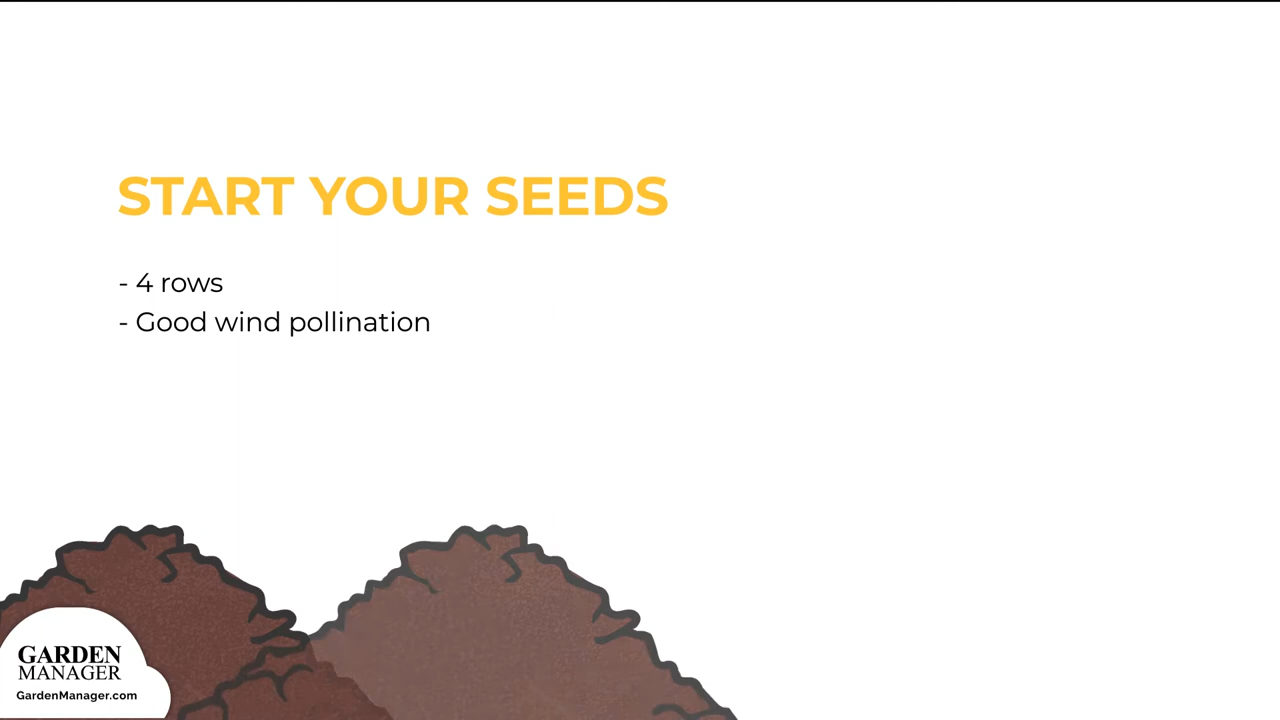 START YOUR SEEDS
- 4 rows
- Good wind pollination
GARDEN
MANAGER
GardenManager.com